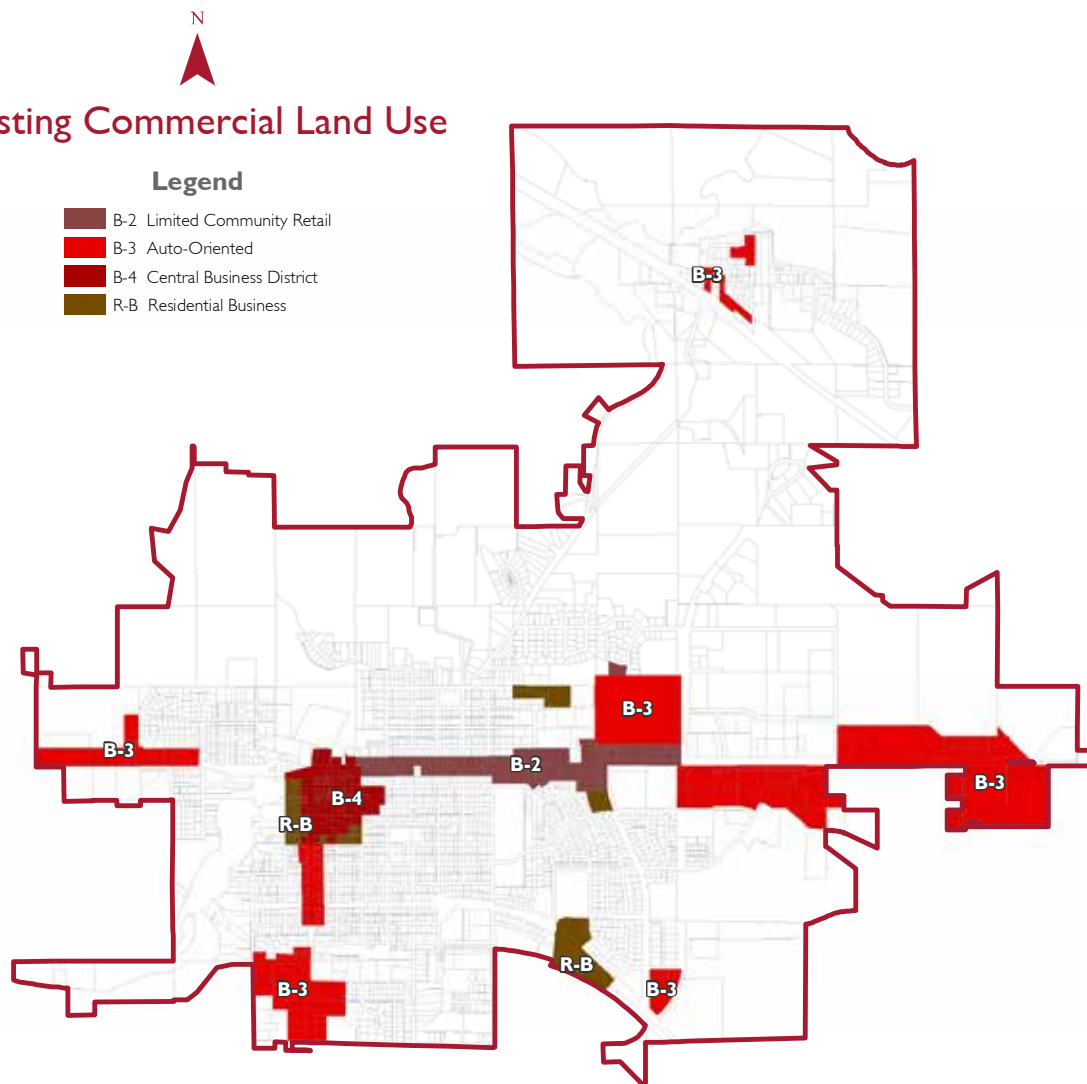 N
sting Commercial Land Use
Legend
B-2 Limited Community Retail
B-3 Auto-Oriented
B-4 Central Business District
R-B Residential Business
B-3
B-3
B-3
B-2
B-3
B-4
R-B
R-B
B-3
B-3